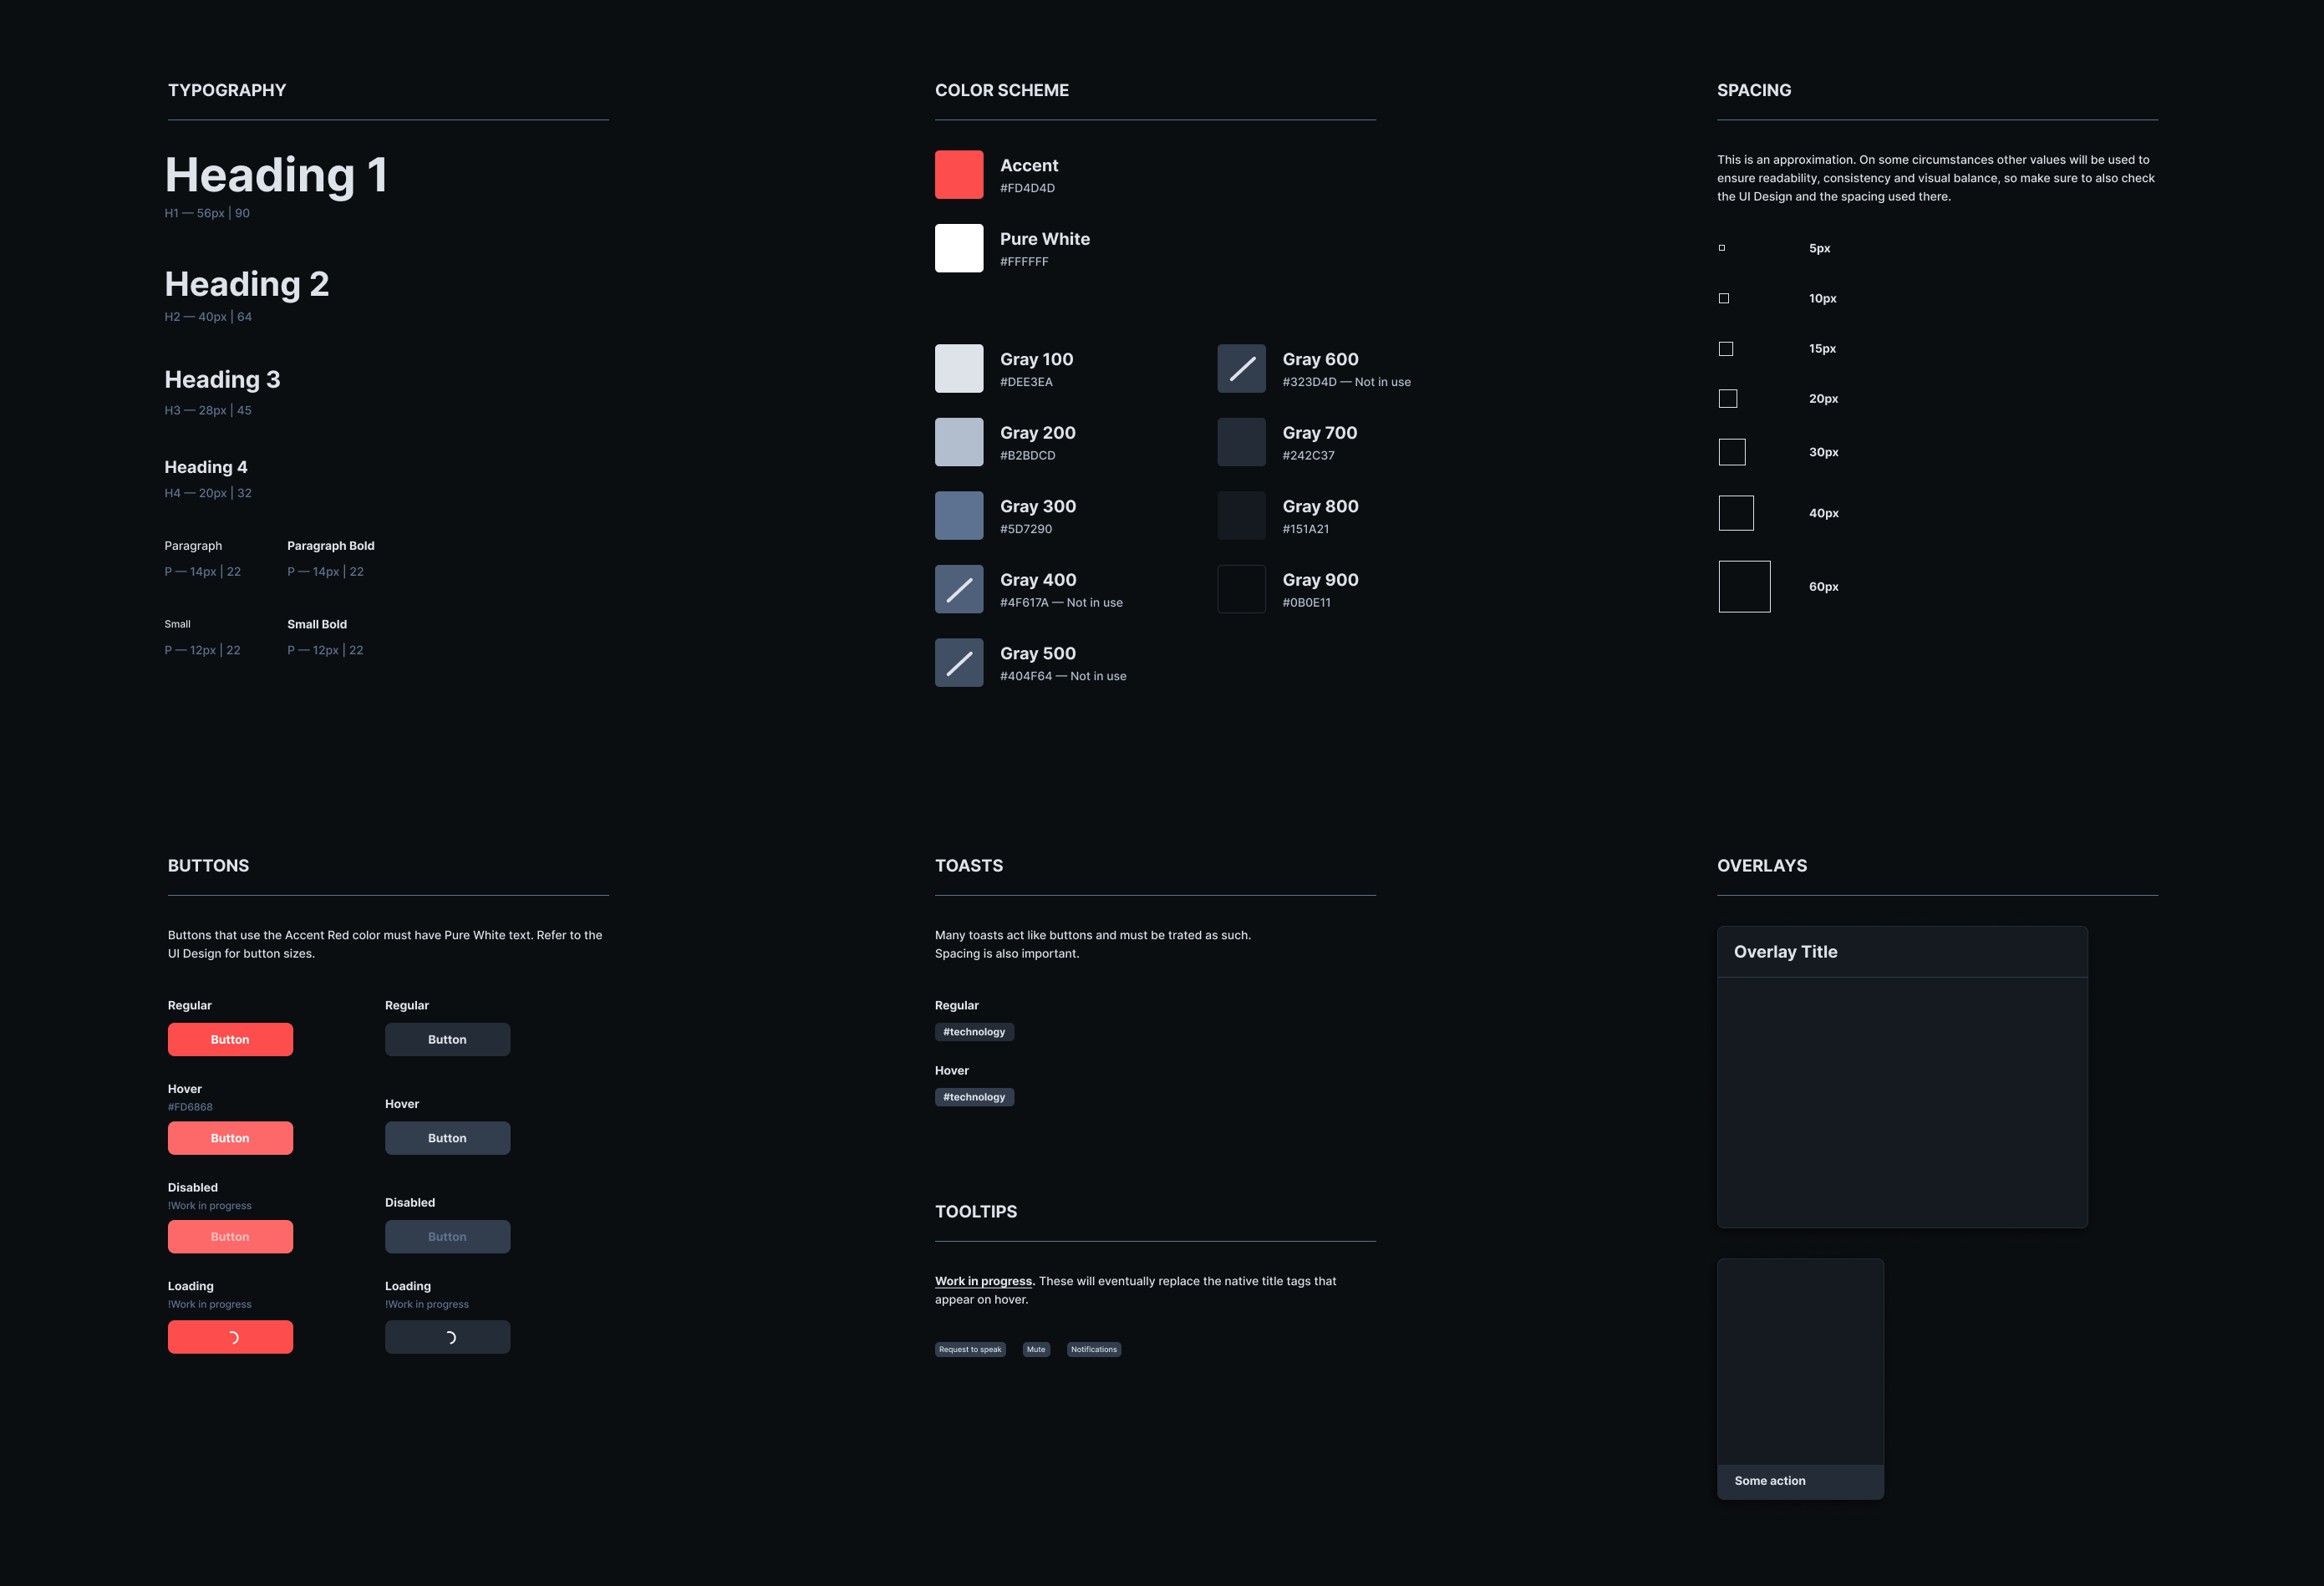 TYPOGRAPHY
Heading 1
H1 — 56px | 90
Heading 2
H2 — 40px | 64
Heading 3
H3 — 28px | 45
Heading 4
H4 — 20px | 32
Paragraph
Paragraph Bold
P — 14px | 22
P — 14px | 22
Small
Small Bold
P — 12px | 22
P — 12px | 22
COLOR SCHEME
Accent
#FD4D4D
Pure White
#FFFFFF
Gray 100
#DEE3EA
Gray 200
#B2BDCD
Gray 300
#5D7290
Gray 400
#4F617A — Not in use
Gray 500
#404F64 — Not in use
Gray 600
#323D4D — Not in use
Gray 700
#242C37
Gray 800
#151A21
Gray 900
#0B0E11
SPACING
This is an approximation. On some circumstances other values will be used to
ensure readability, consistency and visual balance, so make sure to also check
the UI Design and the spacing used there.
5px
10px
15px
20px
30px
40px
60px
BUTTONS
Buttons that use the Accent Red color must have Pure White text. Refer to the
UI Design for button sizes.
Regular
Button
Hover
#FD6868
Button
Disabled
!Work in progress
Button
Loading
!Work in progress
Regular
Button
Hover
Button
Disabled
Button
Loading
!Work in progress
TOASTS
Many toasts act like buttons and must be trated as such.
Spacing is also important.
Regular
#technology
Hover
#technology
TOOLTIPS
Work in progress. These will eventually replace the native title tags that
appear on hover.
Request to speak
Mute
Notifications
OVERLAYS
Overlay Title
Some action